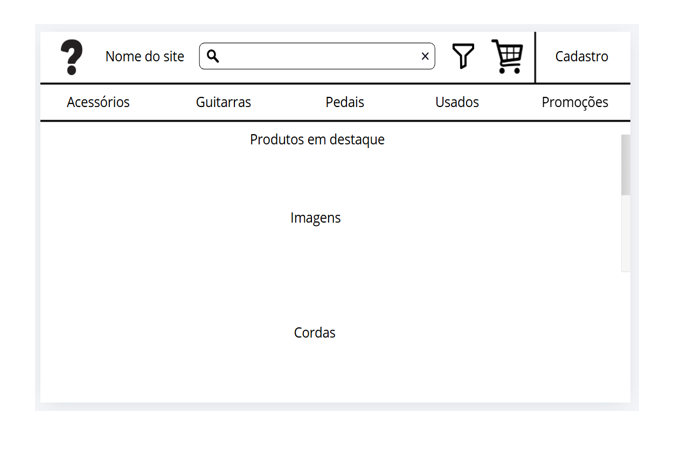 ? Nome do site × Cadastro
Acessórios Guitarras Pedais Usados Promoções
Produtos em destaque
Imagens
Cordas